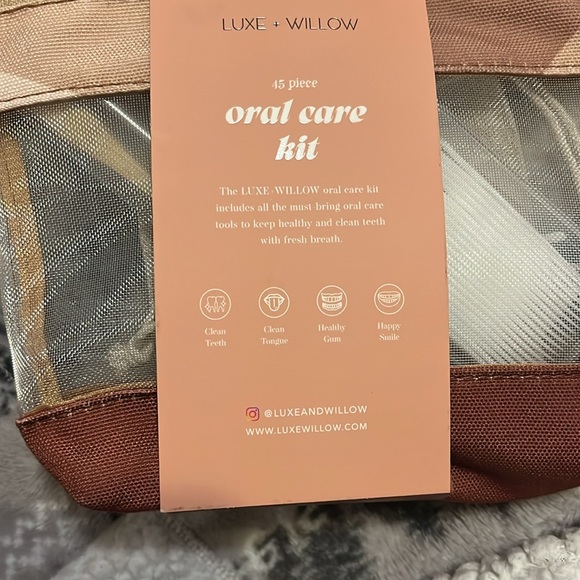 LUXE + WILLOW
45 piece
oral care
kit
The LUXE+WILLOW oral care kit
includes all the must-bring oral care
tools to keep healthy and clean teeth
with fresh breath.
Clean
Teeth
Clean
Tongue
Healthy
Gum
Happy
Smile
@LUXEANDWILLOW
WWW.LUXEWILLOW.COM